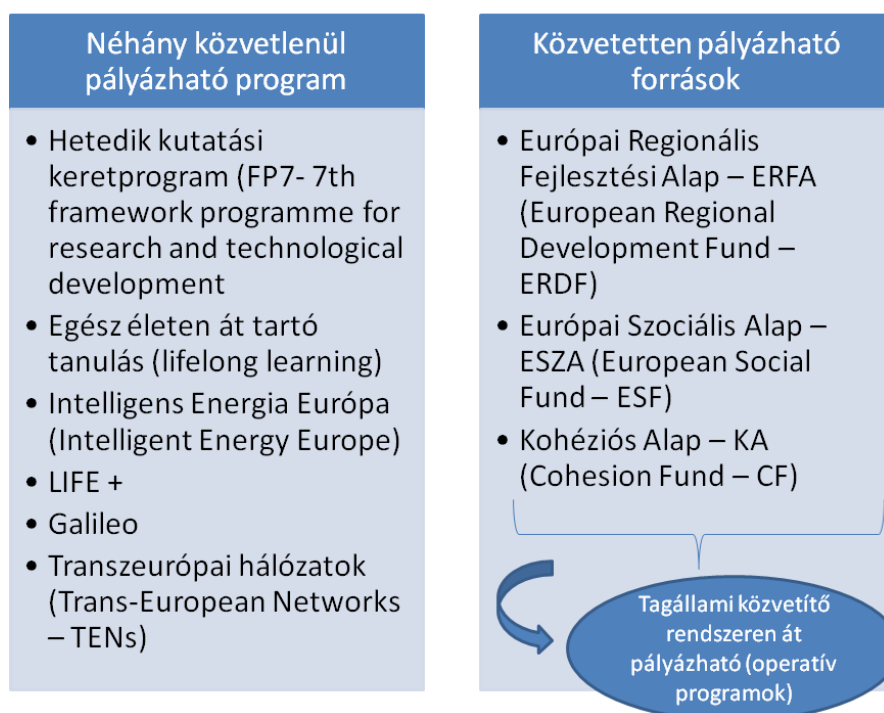 Néhány közvetlenül
pályázható program
• Hetedik kutatási
keretprogram (FP7- 7th
framework programme for
research and technological
development
• Egész életen át tartó
tanulás (lifelong learning)
• Intelligens Energia Európa
(Intelligent Energy Europe)
• LIFE +
• Galileo
• Transzeurópai hálózatok
(Trans-European Networks
– TENs)
Közvetetten pályázható
források
• Európai Regionális
Fejlesztési Alap – ERFA
(European Regional
Development Fund –
ERDF)
• Európai Szociális Alap –
ESZA (European Social
Fund – ESF)
• Kohéziós Alap – KA
(Cohesion Fund – CF)
Tagállami közvetítő
rendszeren át
pályázható (operatív
programok)